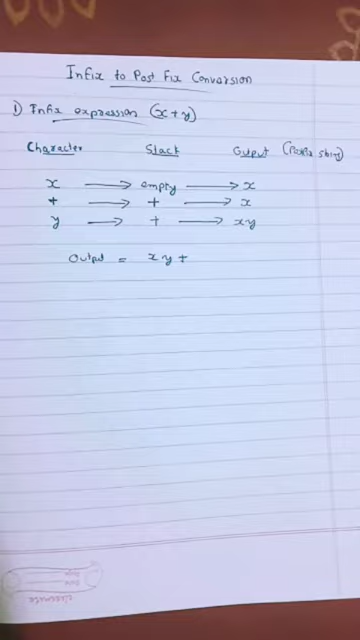 Infix to Post Fix Conversion
1) Infix expression (x+y)
Character Stack Output (Postfix string)
x → empty → x
+ → + → x
y → + → xy
Output = xy+